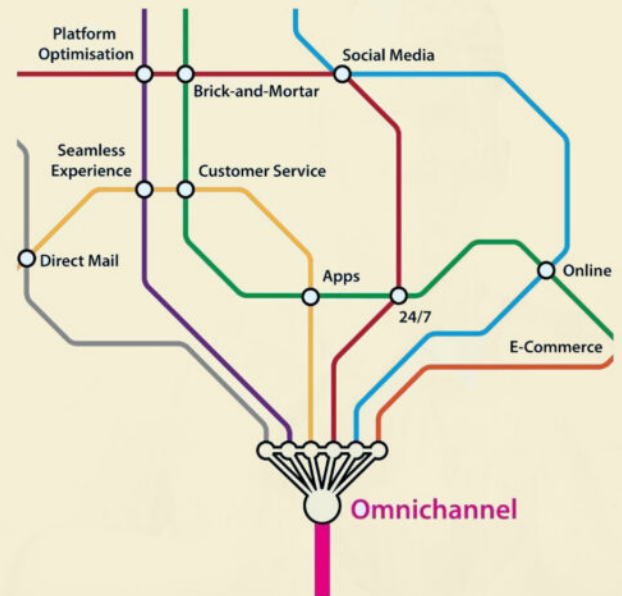 Platform
Optimisation
Social Media
Brick-and-Mortar
Seamless
Experience
Customer Service
Direct Mail
Apps
Online
24/7
E-Commerce
Omnichannel